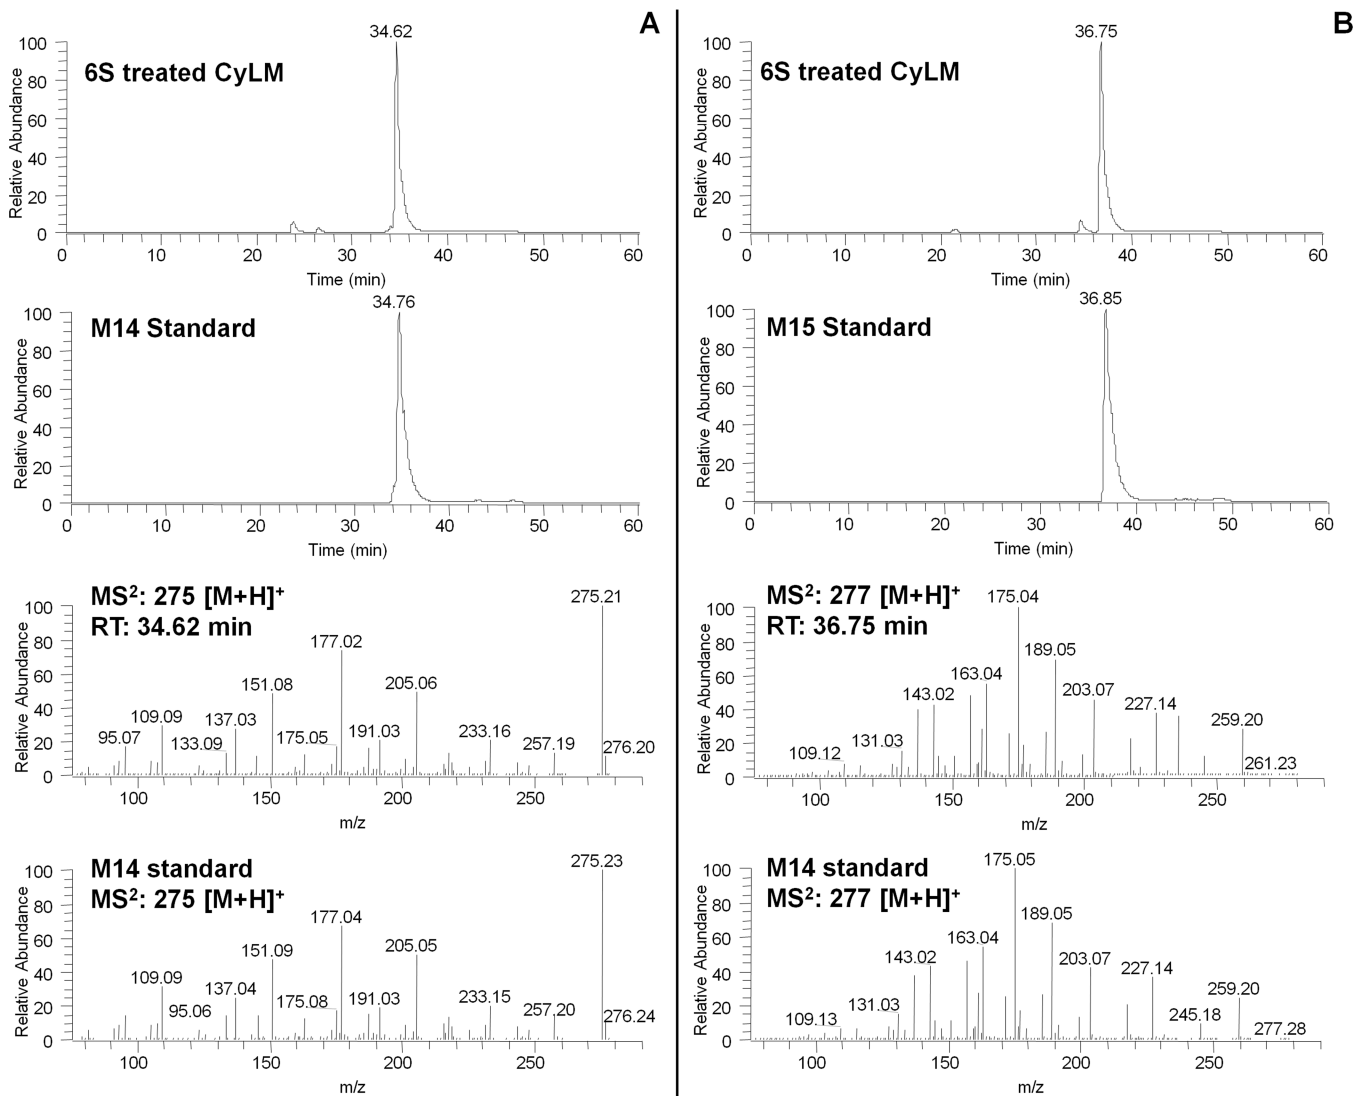 A
34.62
100
80
60
40
20
0
Relative Abundance
6S treated CyLM
0 10 20 30 40 50 60
Time (min)
34.76
100
80
60
40
20
0
Relative Abundance
M14 Standard
0 10 20 30 40 50 60
Time (min)
MS²: 275 [M+H]⁺
RT: 34.62 min
100
80
60
40
20
0
Relative Abundance
275.21
177.02
151.08
205.06
109.09
137.03
95.07
133.09
175.05
191.03
233.16
257.19
276.20
100 150 200 250
m/z
M14 standard
MS²: 275 [M+H]⁺
100
80
60
40
20
0
Relative Abundance
275.23
177.04
151.09
205.05
109.09
137.04
95.06
175.08
191.03
233.15
257.20
276.24
100 150 200 250
m/z
B
36.75
100
80
60
40
20
0
Relative Abundance
6S treated CyLM
0 10 20 30 40 50 60
Time (min)
36.85
100
80
60
40
20
0
Relative Abundance
M15 Standard
0 10 20 30 40 50 60
Time (min)
MS²: 277 [M+H]⁺
RT: 36.75 min
100
80
60
40
20
0
Relative Abundance
175.04
189.05
163.04
143.02
203.07
227.14
259.20
131.03
109.12
261.23
100 150 200 250
m/z
M14 standard
MS²: 277 [M+H]⁺
100
80
60
40
20
0
Relative Abundance
175.05
189.05
163.04
143.02
203.07
227.14
259.20
131.03
109.13
245.18
277.28
100 150 200 250
m/z